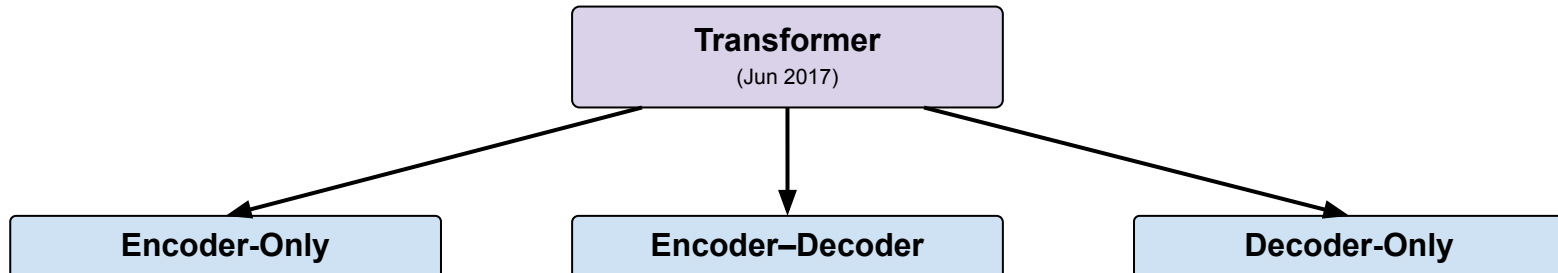 Transformer
(Jun 2017)
Encoder-Only
Encoder–Decoder
Decoder-Only